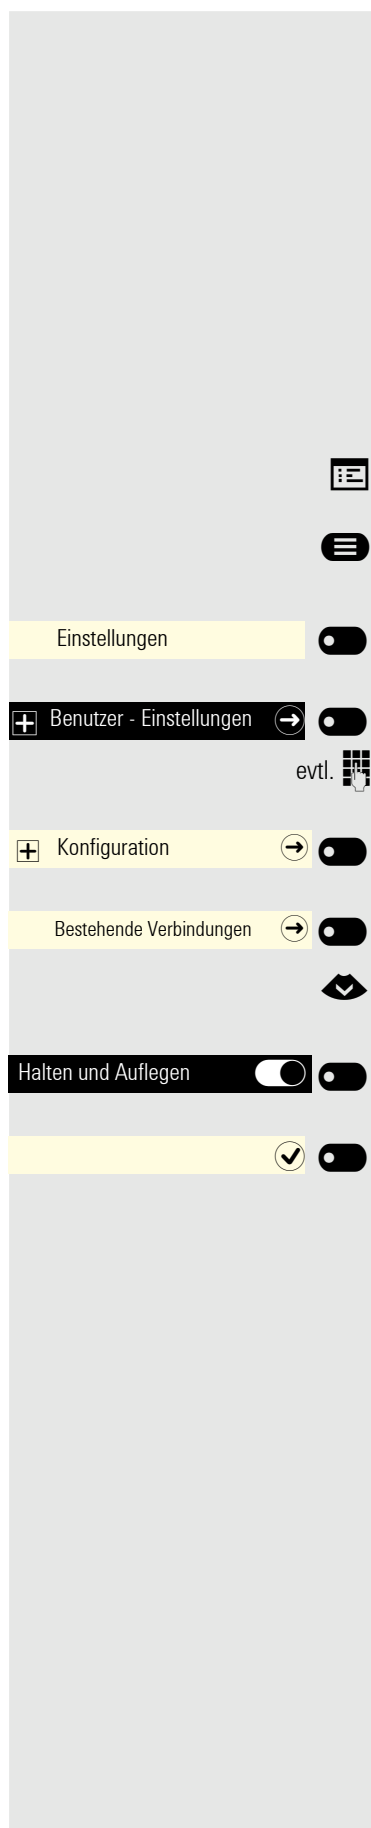 Einstellungen
Benutzer - Einstellungen
evtl.
Konfiguration
Bestehende Verbindungen
Halten und Auflegen